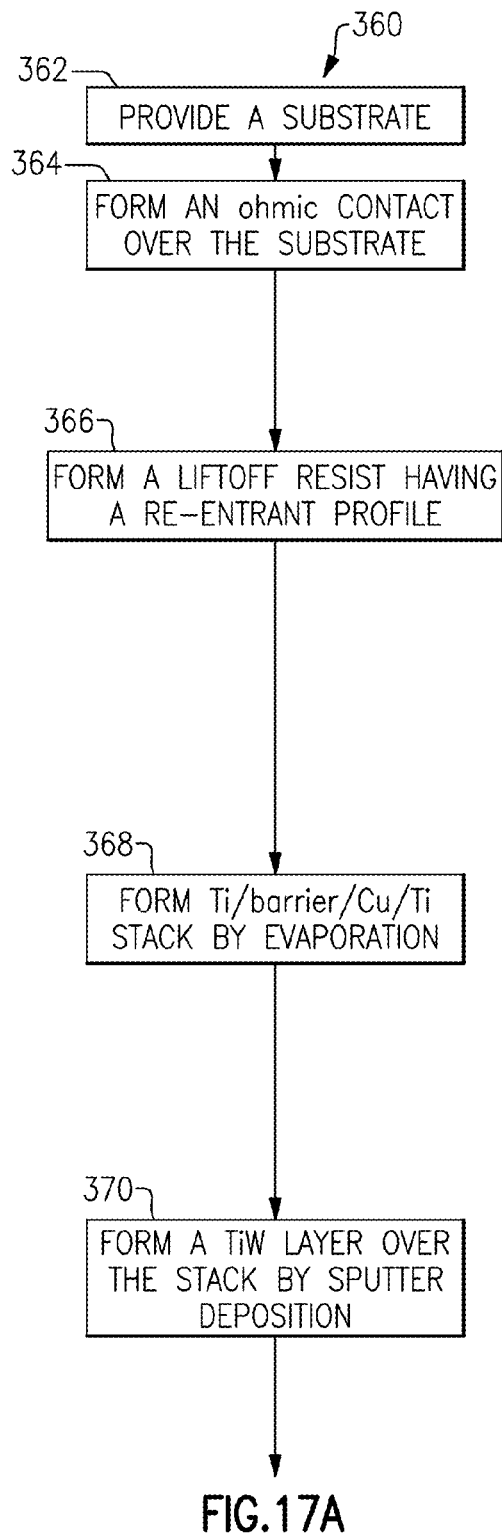 360
362
PROVIDE A SUBSTRATE
364
FORM AN ohmic CONTACT
OVER THE SUBSTRATE
366
FORM A LIFTOFF RESIST HAVING
A RE-ENTRANT PROFILE
368
FORM Ti/barrier/Cu/Ti
STACK BY EVAPORATION
370
FORM A TiW LAYER OVER
THE STACK BY SPUTTER
DEPOSITION
FIG.17A